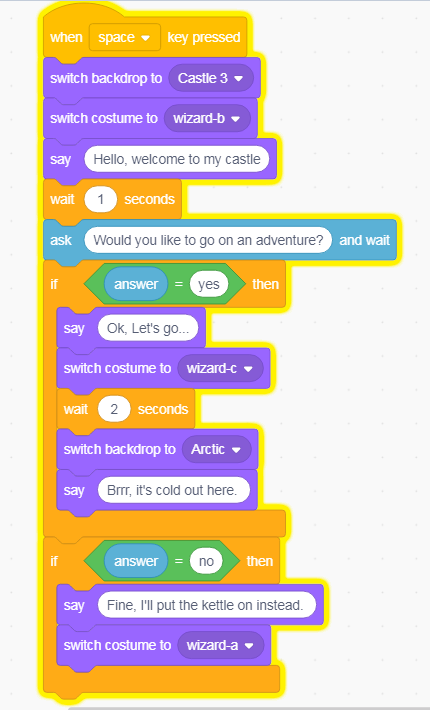 when space key pressed
switch backdrop to Castle 3
switch costume to wizard-b
say Hello, welcome to my castle
wait 1 seconds
ask Would you like to go on an adventure? and wait
if answer = yes then
say Ok, Let's go...
switch costume to wizard-c
wait 2 seconds
switch backdrop to Arctic
say Brrr, it's cold out here.
if answer = no then
say Fine, I'll put the kettle on instead.
switch costume to wizard-a